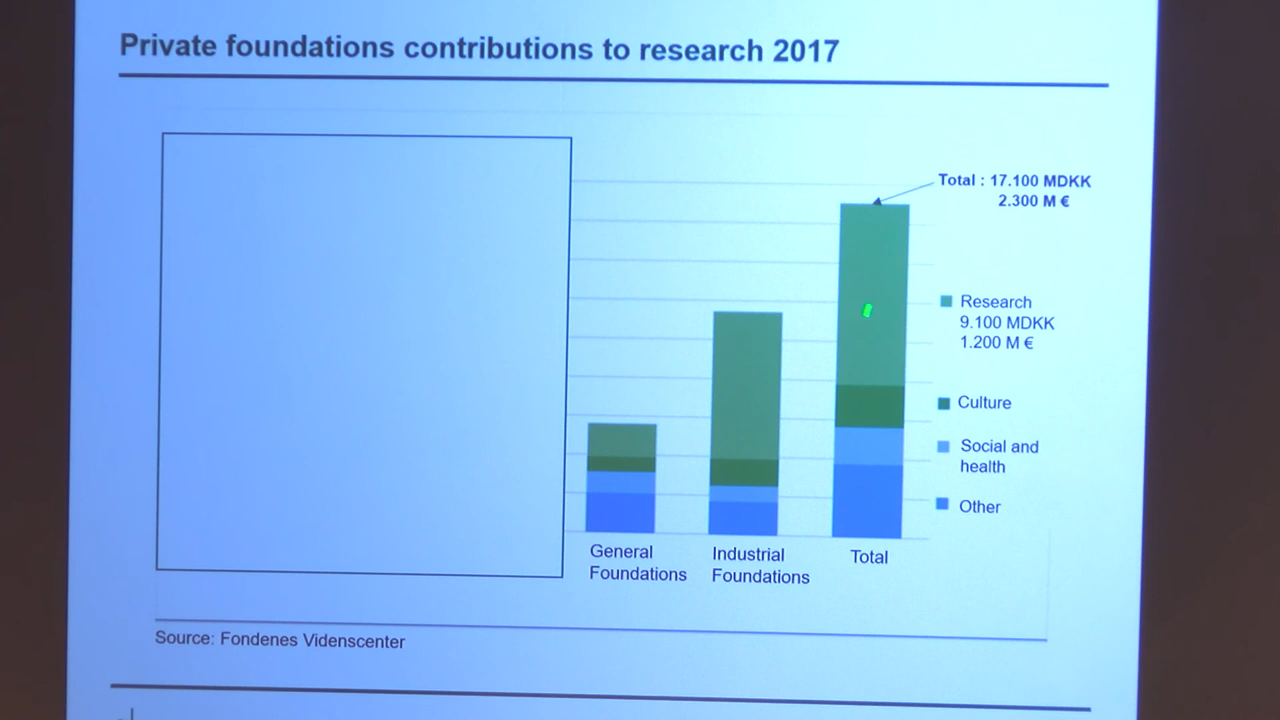 Private foundations contributions to research 2017
Total : 17.100 MDKK
2.300 M €
Research
9.100 MDKK
1.200 M €
Culture
Social and
health
Other
General
Foundations
Industrial
Foundations
Total
Source: Fondenes Videnscenter